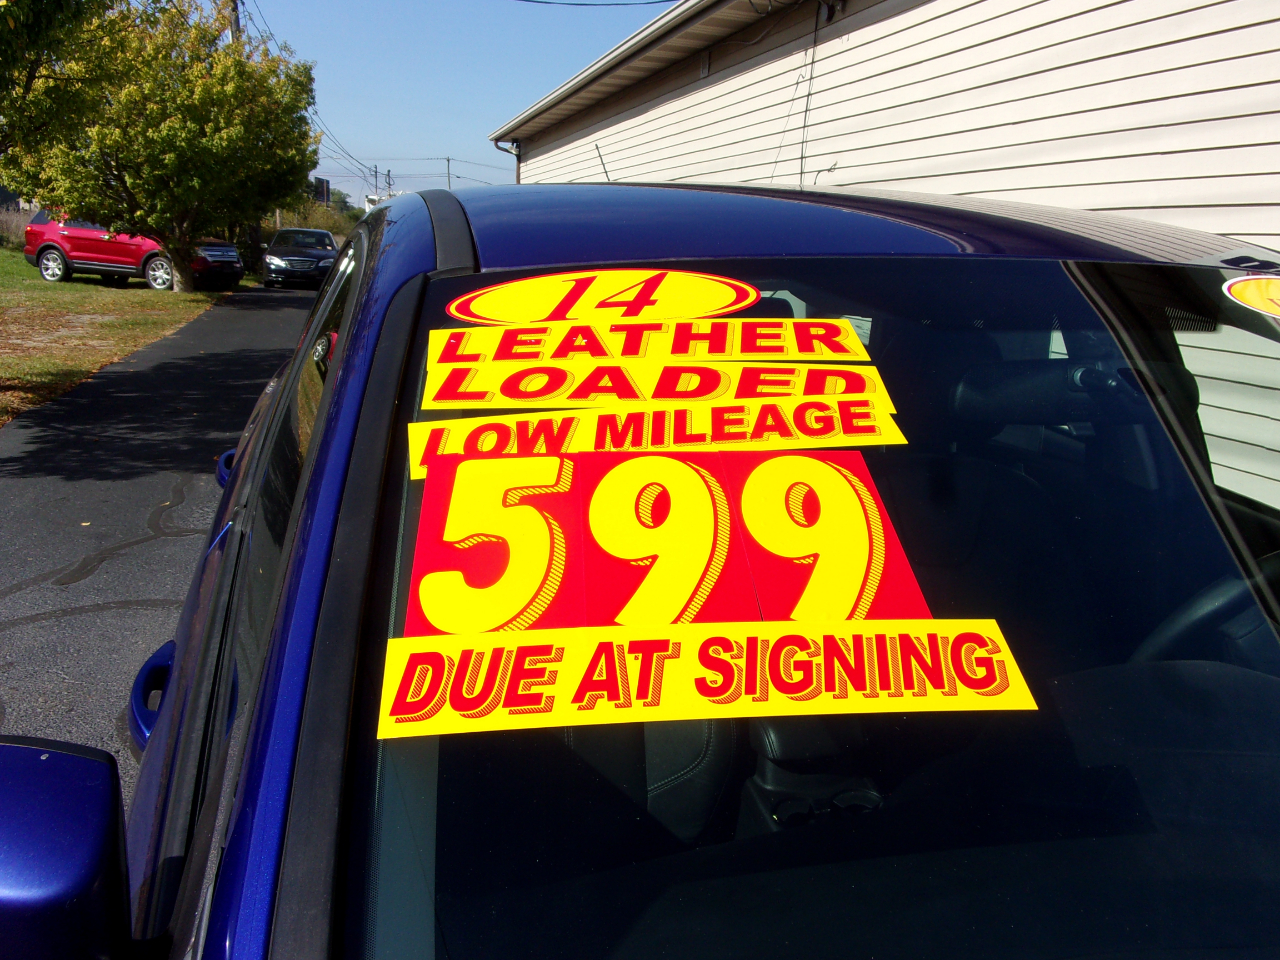 14
LEATHER
LOADED
LOW MILEAGE
599
DUE AT SIGNING